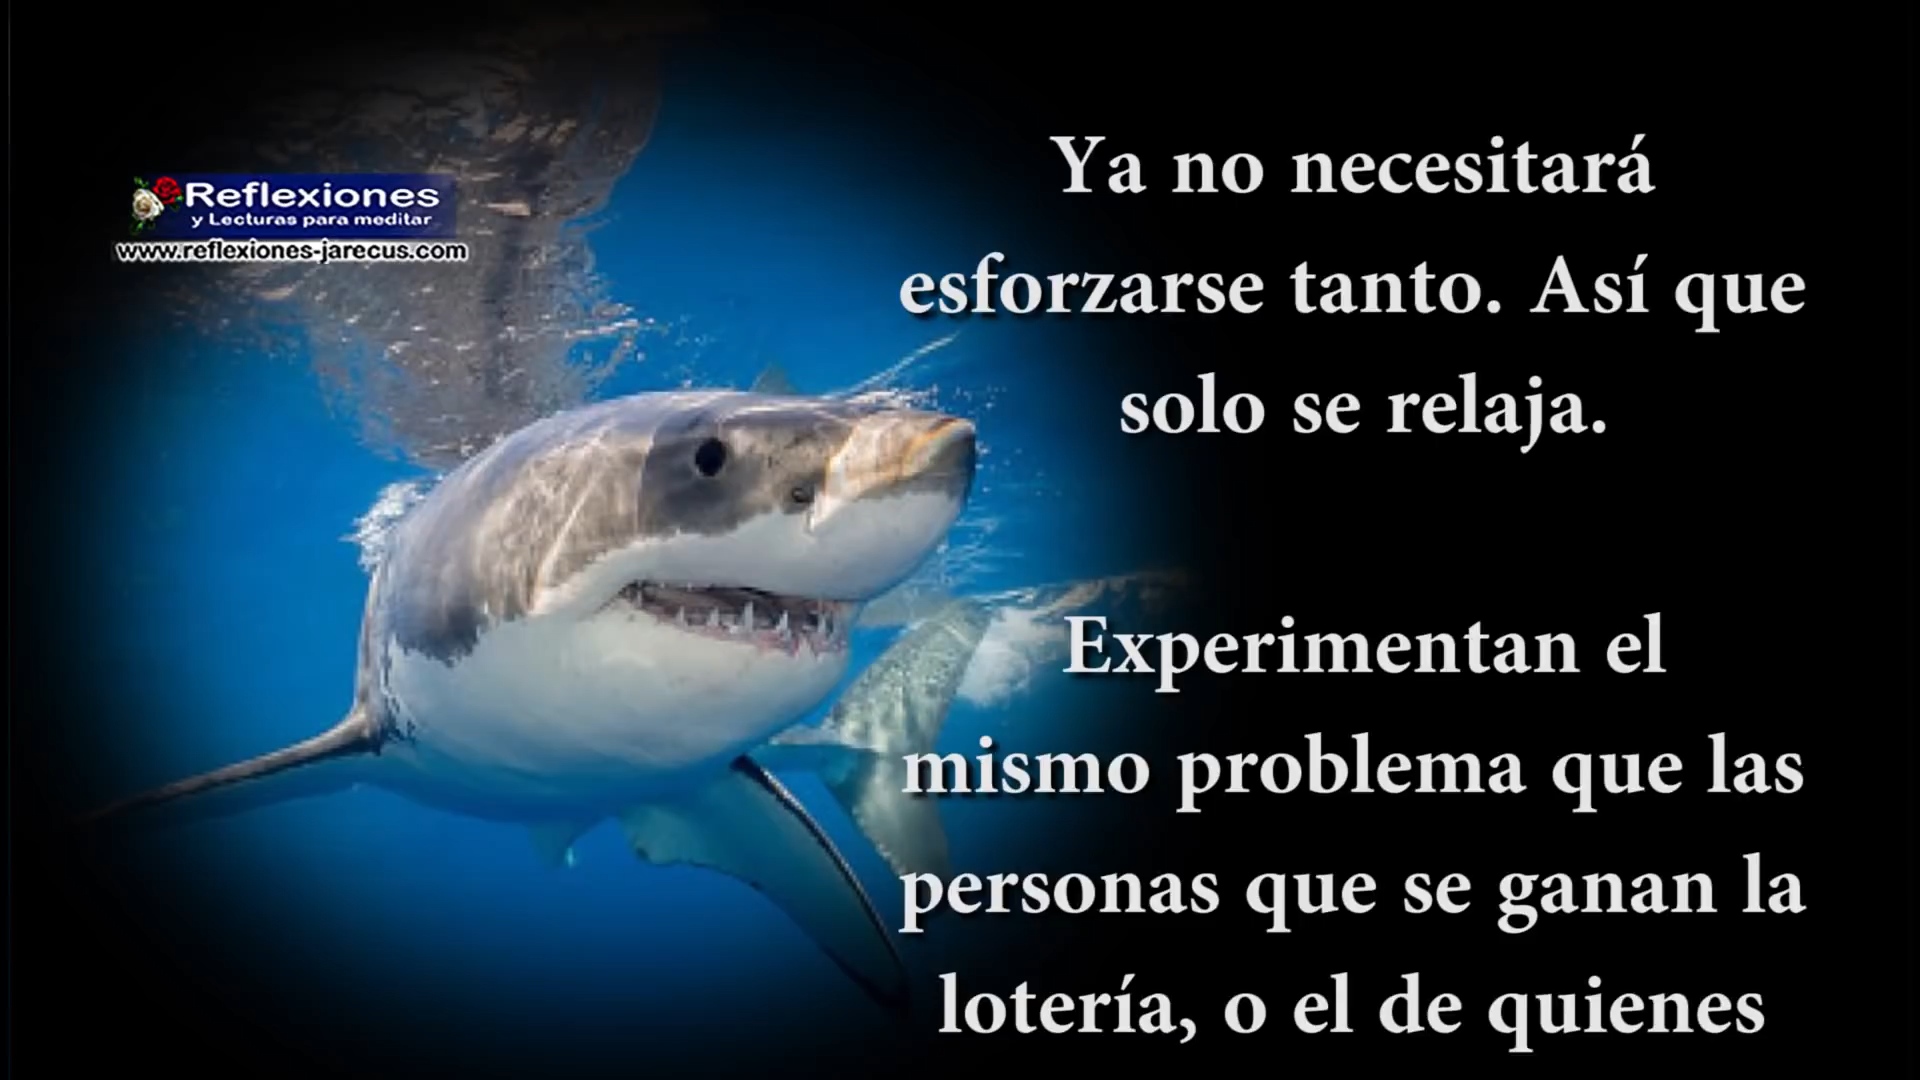 Reflexiones
y Lecturas para meditar
www.reflexiones-jarecus.com
Ya no necesitará
esforzarse tanto. Así que
solo se relaja.
Experimentan el
mismo problema que las
personas que se ganan la
lotería, o el de quienes